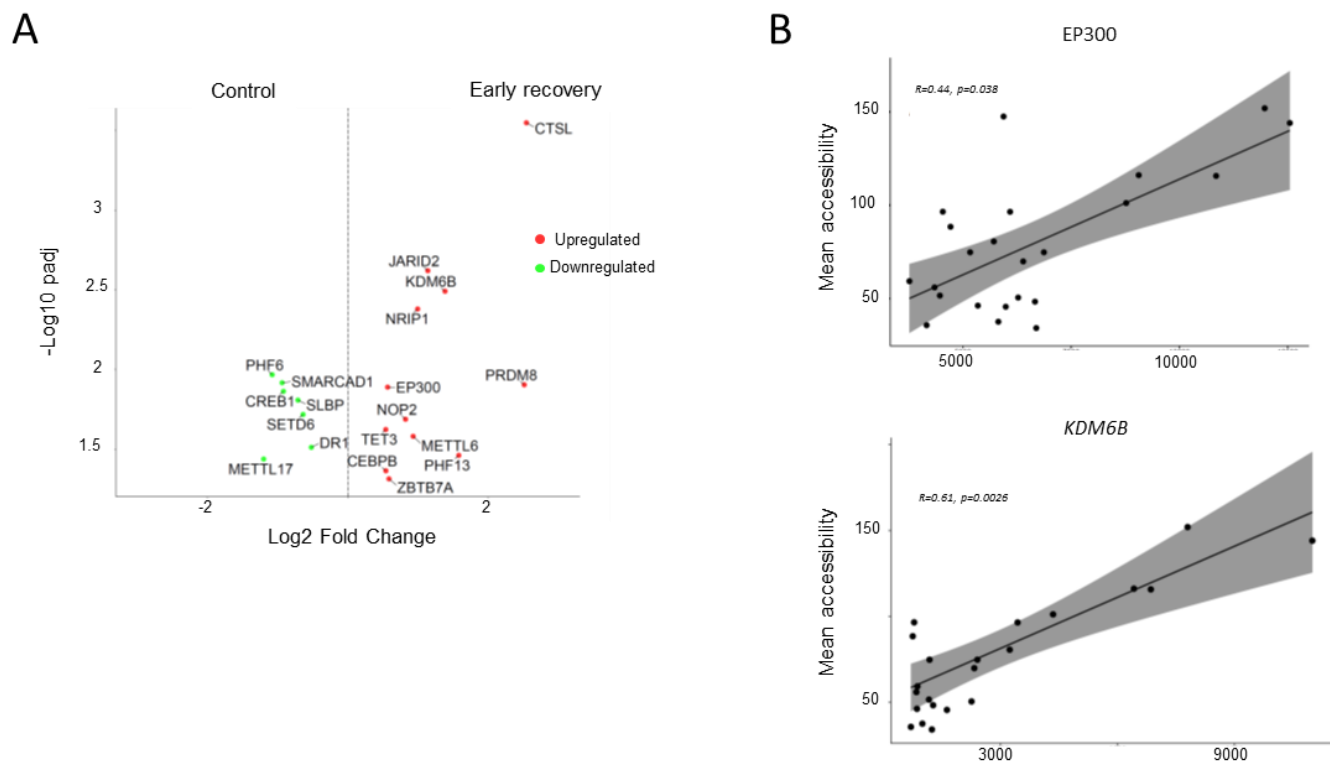 A
Control
Early recovery
CTSL
3
Upregulated
Downregulated
-Log10 padj
JARID2
KDM6B
2.5
NRIP1
2
PHF6
SMARCAD1
CREB1
SLBP
SETD6
DR1
METTL17
EP300
PRDM8
NOP2
TET3
METTL6
CEBPB
PHF13
ZBTB7A
1.5
-2
2
Log2 Fold Change
B
EP300
R=0.44, p=0.038
Mean accessibility
150
100
50
5000
10000
KDM6B
R=0.61, p=0.0026
Mean accessibility
150
50
3000
9000